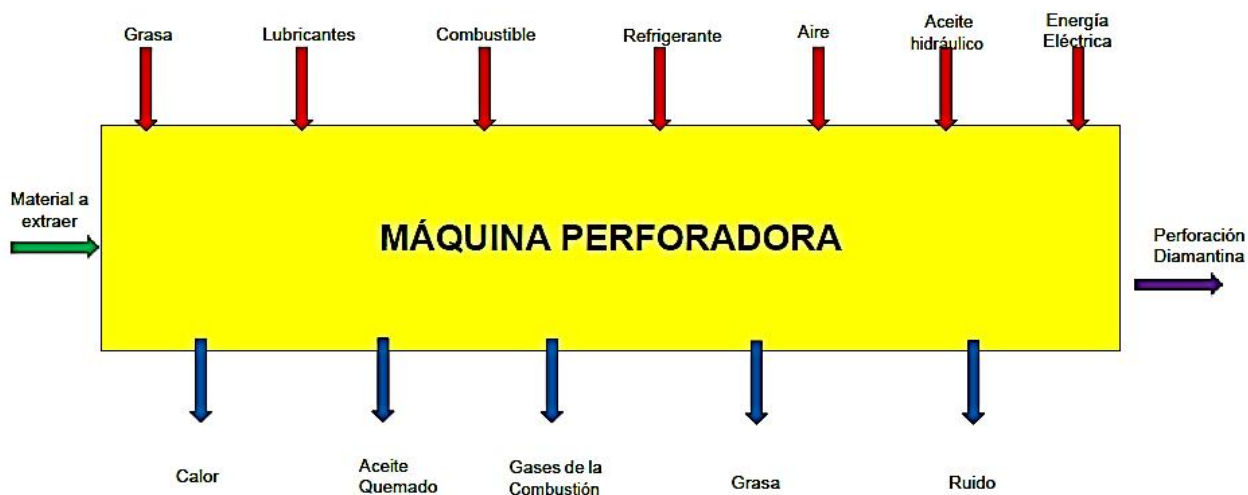 Grasa
Lubricantes
Combustible
Refrigerante
Aire
Aceite
hidráulico
Energía
Eléctrica
Material a
extraer
MÁQUINA PERFORADORA
Perforación
Diamantina
Calor
Aceite
Quemado
Gases de la
Combustión
Grasa
Ruido